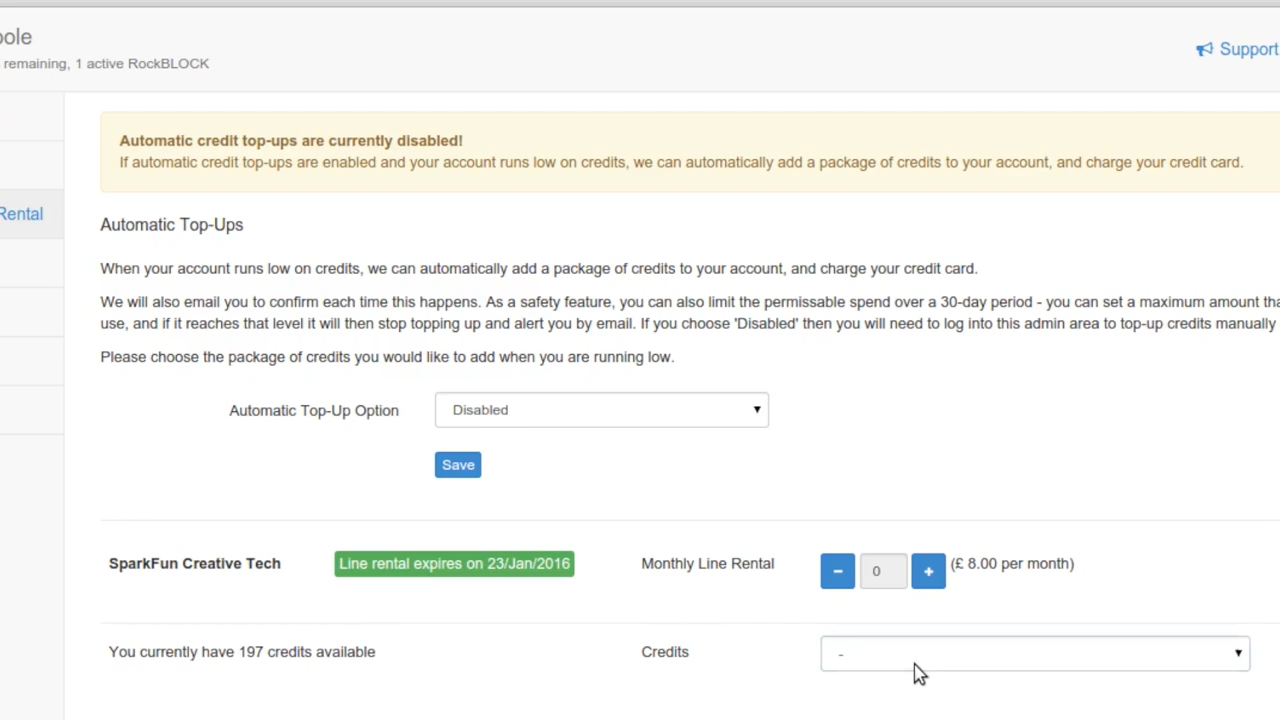 ole
remaining, 1 active RockBLOCK
Support
Rental
Automatic credit top-ups are currently disabled!
If automatic credit top-ups are enabled and your account runs low on credits, we can automatically add a package of credits to your account, and charge your credit card.
Automatic Top-Ups
When your account runs low on credits, we can automatically add a package of credits to your account, and charge your credit card.
We will also email you to confirm each time this happens. As a safety feature, you can also limit the permissable spend over a 30-day period - you can set a maximum amount tha
use, and if it reaches that level it will then stop topping up and alert you by email. If you choose 'Disabled' then you will need to log into this admin area to top-up credits manually
Please choose the package of credits you would like to add when you are running low.
Automatic Top-Up Option Disabled
Save
SparkFun Creative Tech Line rental expires on 23/Jan/2016 Monthly Line Rental - 0 + (£ 8.00 per month)
You currently have 197 credits available Credits -